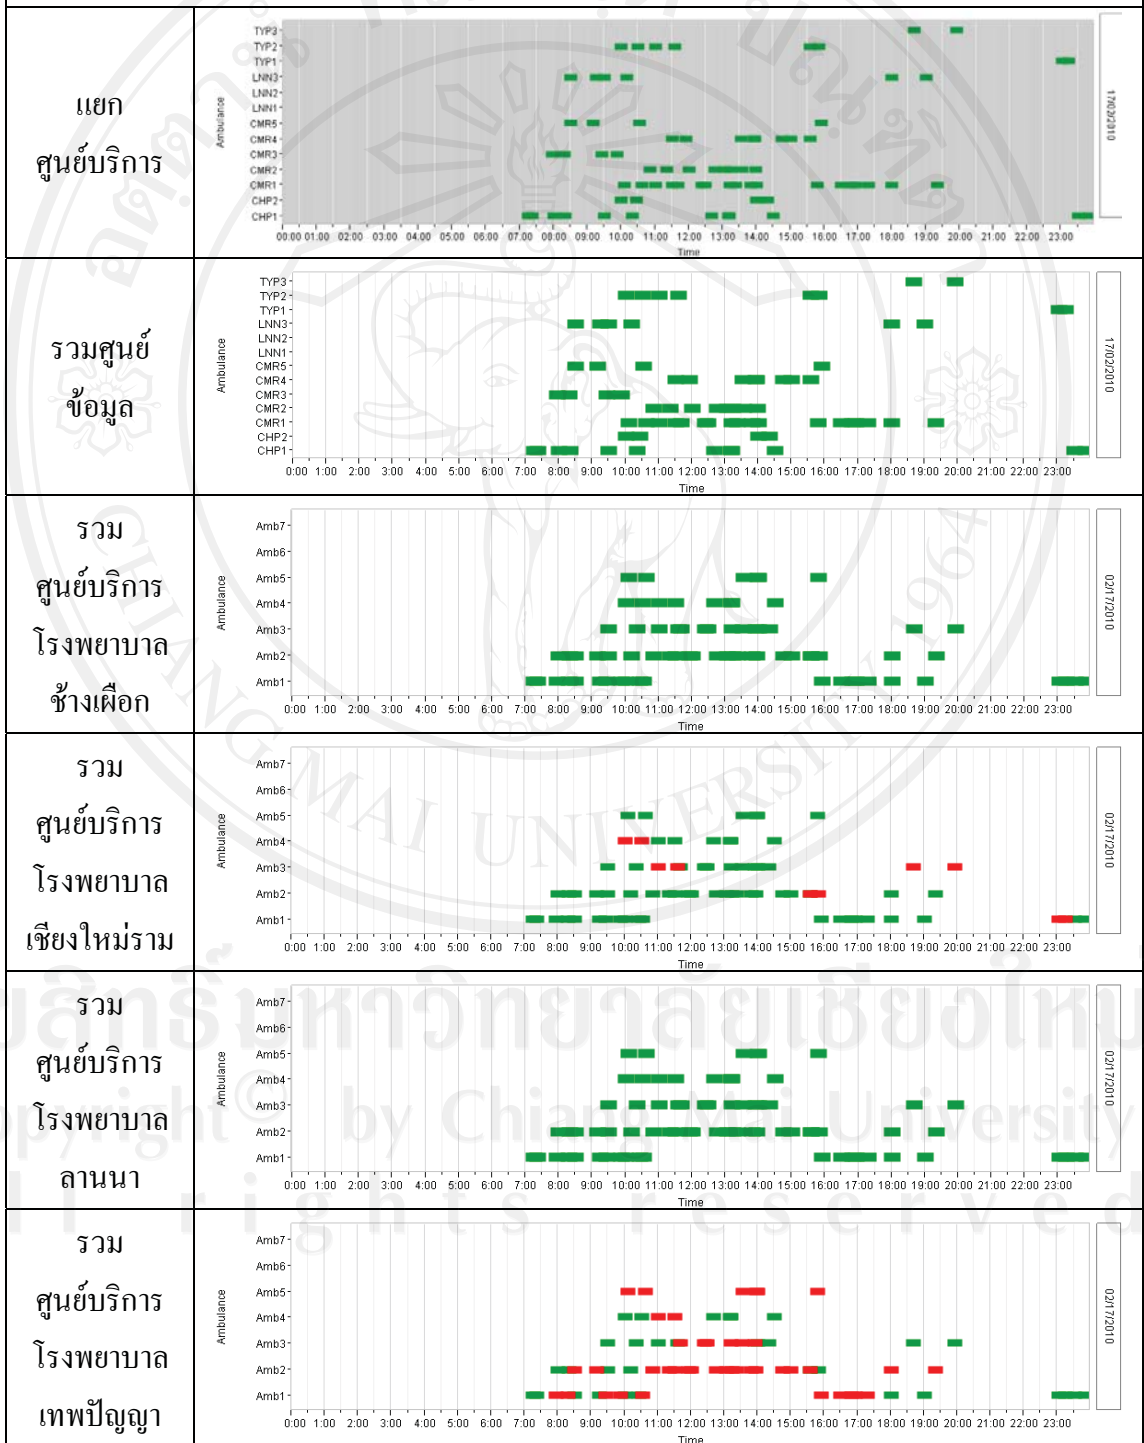 แยก
ศูนย์บริการ
Ambulance
TYP3
TYP2
TYP1
LNN3
LNN2
LNN1
CMR5
CMR4
CMR3
CMR2
CMR1
CHP2
CHP1
00:00 01:00 02:00 03:00 04:00 05:00 06:00 07:00 08:00 09:00 10:00 11:00 12:00 13:00 14:00 15:00 16:00 17:00 18:00 19:00 20:00 21:00 22:00 23:00
Time
17/02/2010
รวมศูนย์
ข้อมูล
Ambulance
TYP3
TYP2
TYP1
LNN3
LNN2
LNN1
CMR5
CMR4
CMR3
CMR2
CMR1
CHP2
CHP1
0:00 1:00 2:00 3:00 4:00 5:00 6:00 7:00 8:00 9:00 10:00 11:00 12:00 13:00 14:00 15:00 16:00 17:00 18:00 19:00 20:00 21:00 22:00 23:00
Time
17/02/2010
รวม
ศูนย์บริการ
โรงพยาบาล
ช้างเผือก
Ambulance
Amb7
Amb6
Amb5
Amb4
Amb3
Amb2
Amb1
0:00 1:00 2:00 3:00 4:00 5:00 6:00 7:00 8:00 9:00 10:00 11:00 12:00 13:00 14:00 15:00 16:00 17:00 18:00 19:00 20:00 21:00 22:00 23:00
Time
02/17/2010
รวม
ศูนย์บริการ
โรงพยาบาล
เชียงใหม่ราม
Ambulance
Amb7
Amb6
Amb5
Amb4
Amb3
Amb2
Amb1
0:00 1:00 2:00 3:00 4:00 5:00 6:00 7:00 8:00 9:00 10:00 11:00 12:00 13:00 14:00 15:00 16:00 17:00 18:00 19:00 20:00 21:00 22:00 23:00
Time
02/17/2010
รวม
ศูนย์บริการ
โรงพยาบาล
ลานนา
Ambulance
Amb7
Amb6
Amb5
Amb4
Amb3
Amb2
Amb1
0:00 1:00 2:00 3:00 4:00 5:00 6:00 7:00 8:00 9:00 10:00 11:00 12:00 13:00 14:00 15:00 16:00 17:00 18:00 19:00 20:00 21:00 22:00 23:00
Time
02/17/2010
รวม
ศูนย์บริการ
โรงพยาบาล
เทพปัญญา
Ambulance
Amb7
Amb6
Amb5
Amb4
Amb3
Amb2
Amb1
0:00 1:00 2:00 3:00 4:00 5:00 6:00 7:00 8:00 9:00 10:00 11:00 12:00 13:00 14:00 15:00 16:00 17:00 18:00 19:00 20:00 21:00 22:00 23:00
Time
02/17/2010
CHIANG MAI UNIVERSITY 1964
by Chiang Mai University
rights reserved